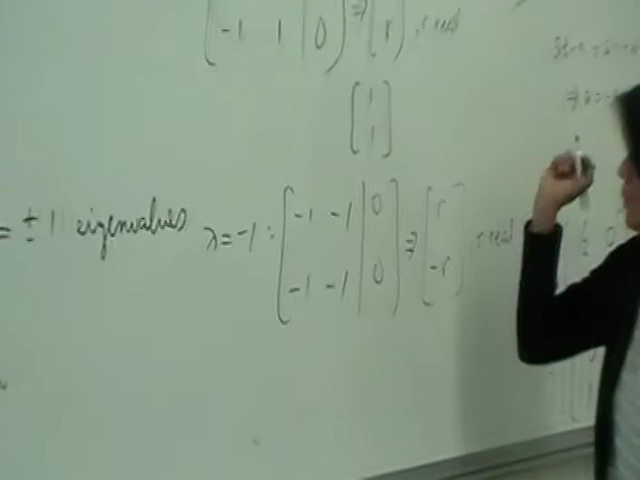 -1 1 | 0 ⇒ [ r ] , r real
[ 1
1 ]
= ±1 eigenvalues
λ = -1 : [ -1 -1 | 0
-1 -1 | 0 ] ⇒ [ r
-r ] , r real